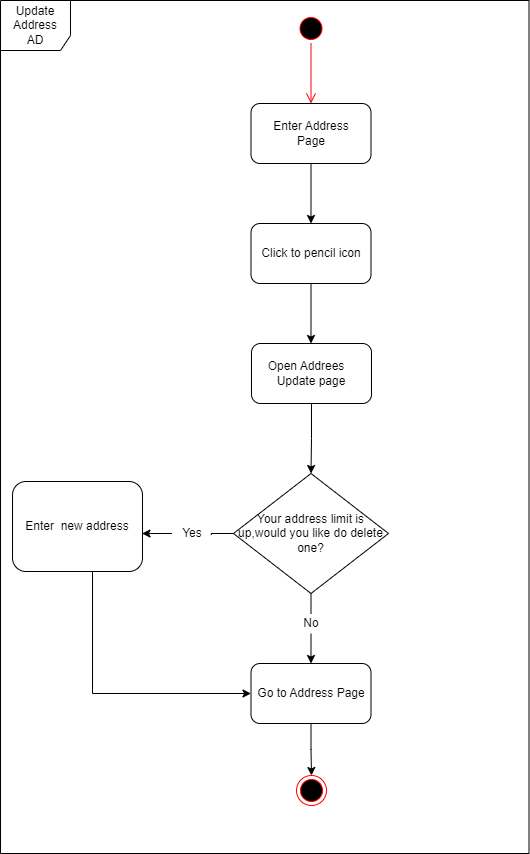 Update
Address
AD
Enter Address
Page
Click to pencil icon
Open Addrees
Update page
Your address limit is
up,would you like do delete
one?
Yes
Enter  new address
No
Go to Address Page